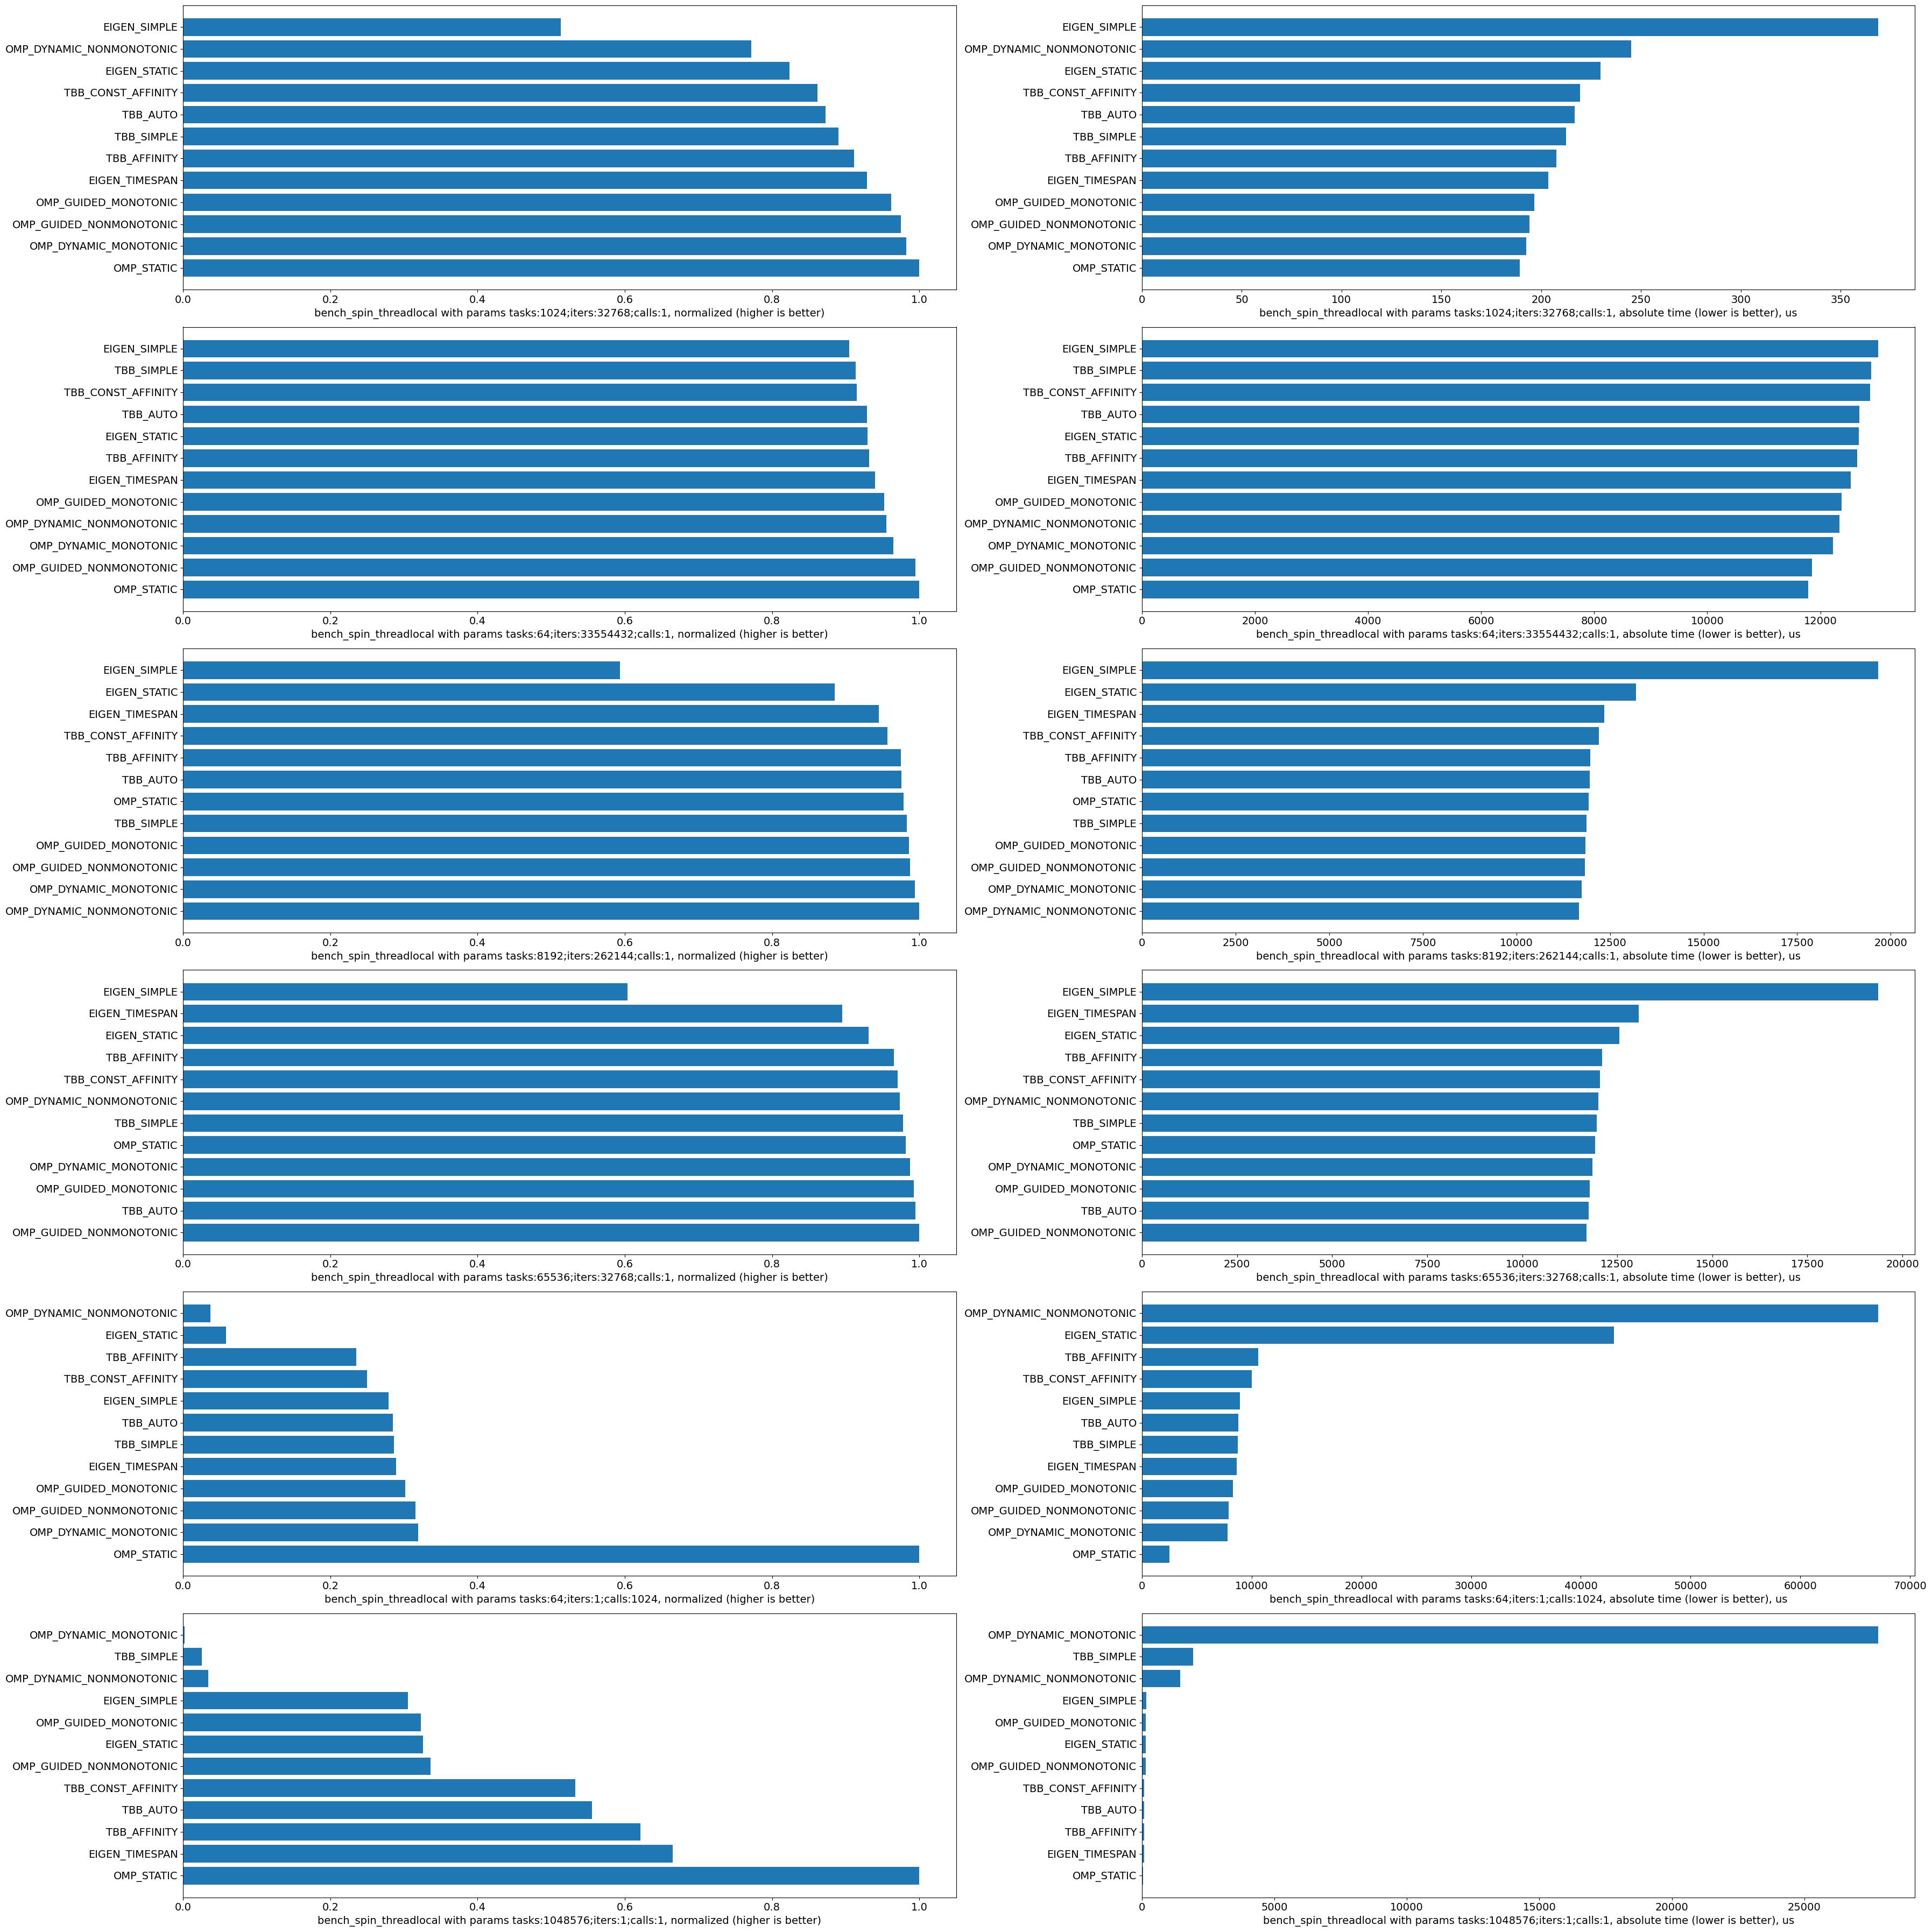 EIGEN_SIMPLE
OMP_DYNAMIC_NONMONOTONIC
EIGEN_STATIC
TBB_CONST_AFFINITY
TBB_AUTO
TBB_SIMPLE
TBB_AFFINITY
EIGEN_TIMESPAN
OMP_GUIDED_MONOTONIC
OMP_GUIDED_NONMONOTONIC
OMP_DYNAMIC_MONOTONIC
OMP_STATIC
0.0 0.2 0.4 0.6 0.8 1.0
bench_spin_threadlocal with params tasks:1024;iters:32768;calls:1, normalized (higher is better)
EIGEN_SIMPLE
OMP_DYNAMIC_NONMONOTONIC
EIGEN_STATIC
TBB_CONST_AFFINITY
TBB_AUTO
TBB_SIMPLE
TBB_AFFINITY
EIGEN_TIMESPAN
OMP_GUIDED_MONOTONIC
OMP_GUIDED_NONMONOTONIC
OMP_DYNAMIC_MONOTONIC
OMP_STATIC
0 50 100 150 200 250 300 350
bench_spin_threadlocal with params tasks:1024;iters:32768;calls:1, absolute time (lower is better), us
EIGEN_SIMPLE
TBB_SIMPLE
TBB_CONST_AFFINITY
TBB_AUTO
EIGEN_STATIC
TBB_AFFINITY
EIGEN_TIMESPAN
OMP_GUIDED_MONOTONIC
OMP_DYNAMIC_NONMONOTONIC
OMP_DYNAMIC_MONOTONIC
OMP_GUIDED_NONMONOTONIC
OMP_STATIC
0.0 0.2 0.4 0.6 0.8 1.0
bench_spin_threadlocal with params tasks:64;iters:33554432;calls:1, normalized (higher is better)
EIGEN_SIMPLE
TBB_SIMPLE
TBB_CONST_AFFINITY
TBB_AUTO
EIGEN_STATIC
TBB_AFFINITY
EIGEN_TIMESPAN
OMP_GUIDED_MONOTONIC
OMP_DYNAMIC_NONMONOTONIC
OMP_DYNAMIC_MONOTONIC
OMP_GUIDED_NONMONOTONIC
OMP_STATIC
0 2000 4000 6000 8000 10000 12000
bench_spin_threadlocal with params tasks:64;iters:33554432;calls:1, absolute time (lower is better), us
EIGEN_SIMPLE
EIGEN_STATIC
EIGEN_TIMESPAN
TBB_CONST_AFFINITY
TBB_AFFINITY
TBB_AUTO
OMP_STATIC
TBB_SIMPLE
OMP_GUIDED_MONOTONIC
OMP_GUIDED_NONMONOTONIC
OMP_DYNAMIC_MONOTONIC
OMP_DYNAMIC_NONMONOTONIC
0.0 0.2 0.4 0.6 0.8 1.0
bench_spin_threadlocal with params tasks:8192;iters:262144;calls:1, normalized (higher is better)
EIGEN_SIMPLE
EIGEN_STATIC
EIGEN_TIMESPAN
TBB_CONST_AFFINITY
TBB_AFFINITY
TBB_AUTO
OMP_STATIC
TBB_SIMPLE
OMP_GUIDED_MONOTONIC
OMP_GUIDED_NONMONOTONIC
OMP_DYNAMIC_MONOTONIC
OMP_DYNAMIC_NONMONOTONIC
0 2500 5000 7500 10000 12500 15000 17500 20000
bench_spin_threadlocal with params tasks:8192;iters:262144;calls:1, absolute time (lower is better), us
EIGEN_SIMPLE
EIGEN_TIMESPAN
EIGEN_STATIC
TBB_AFFINITY
TBB_CONST_AFFINITY
OMP_DYNAMIC_NONMONOTONIC
TBB_SIMPLE
OMP_STATIC
OMP_DYNAMIC_MONOTONIC
OMP_GUIDED_MONOTONIC
TBB_AUTO
OMP_GUIDED_NONMONOTONIC
0.0 0.2 0.4 0.6 0.8 1.0
bench_spin_threadlocal with params tasks:65536;iters:32768;calls:1, normalized (higher is better)
EIGEN_SIMPLE
EIGEN_TIMESPAN
EIGEN_STATIC
TBB_AFFINITY
TBB_CONST_AFFINITY
OMP_DYNAMIC_NONMONOTONIC
TBB_SIMPLE
OMP_STATIC
OMP_DYNAMIC_MONOTONIC
OMP_GUIDED_MONOTONIC
TBB_AUTO
OMP_GUIDED_NONMONOTONIC
0 2500 5000 7500 10000 12500 15000 17500 20000
bench_spin_threadlocal with params tasks:65536;iters:32768;calls:1, absolute time (lower is better), us
OMP_DYNAMIC_NONMONOTONIC
EIGEN_STATIC
TBB_AFFINITY
TBB_CONST_AFFINITY
EIGEN_SIMPLE
TBB_AUTO
TBB_SIMPLE
EIGEN_TIMESPAN
OMP_GUIDED_MONOTONIC
OMP_GUIDED_NONMONOTONIC
OMP_DYNAMIC_MONOTONIC
OMP_STATIC
0.0 0.2 0.4 0.6 0.8 1.0
bench_spin_threadlocal with params tasks:64;iters:1;calls:1024, normalized (higher is better)
OMP_DYNAMIC_NONMONOTONIC
EIGEN_STATIC
TBB_AFFINITY
TBB_CONST_AFFINITY
EIGEN_SIMPLE
TBB_AUTO
TBB_SIMPLE
EIGEN_TIMESPAN
OMP_GUIDED_MONOTONIC
OMP_GUIDED_NONMONOTONIC
OMP_DYNAMIC_MONOTONIC
OMP_STATIC
0 10000 20000 30000 40000 50000 60000 70000
bench_spin_threadlocal with params tasks:64;iters:1;calls:1024, absolute time (lower is better), us
OMP_DYNAMIC_MONOTONIC
TBB_SIMPLE
OMP_DYNAMIC_NONMONOTONIC
EIGEN_SIMPLE
OMP_GUIDED_MONOTONIC
EIGEN_STATIC
OMP_GUIDED_NONMONOTONIC
TBB_CONST_AFFINITY
TBB_AUTO
TBB_AFFINITY
EIGEN_TIMESPAN
OMP_STATIC
0.0 0.2 0.4 0.6 0.8 1.0
bench_spin_threadlocal with params tasks:1048576;iters:1;calls:1, normalized (higher is better)
OMP_DYNAMIC_MONOTONIC
TBB_SIMPLE
OMP_DYNAMIC_NONMONOTONIC
EIGEN_SIMPLE
OMP_GUIDED_MONOTONIC
EIGEN_STATIC
OMP_GUIDED_NONMONOTONIC
TBB_CONST_AFFINITY
TBB_AUTO
TBB_AFFINITY
EIGEN_TIMESPAN
OMP_STATIC
0 5000 10000 15000 20000 25000
bench_spin_threadlocal with params tasks:1048576;iters:1;calls:1, absolute time (lower is better), us